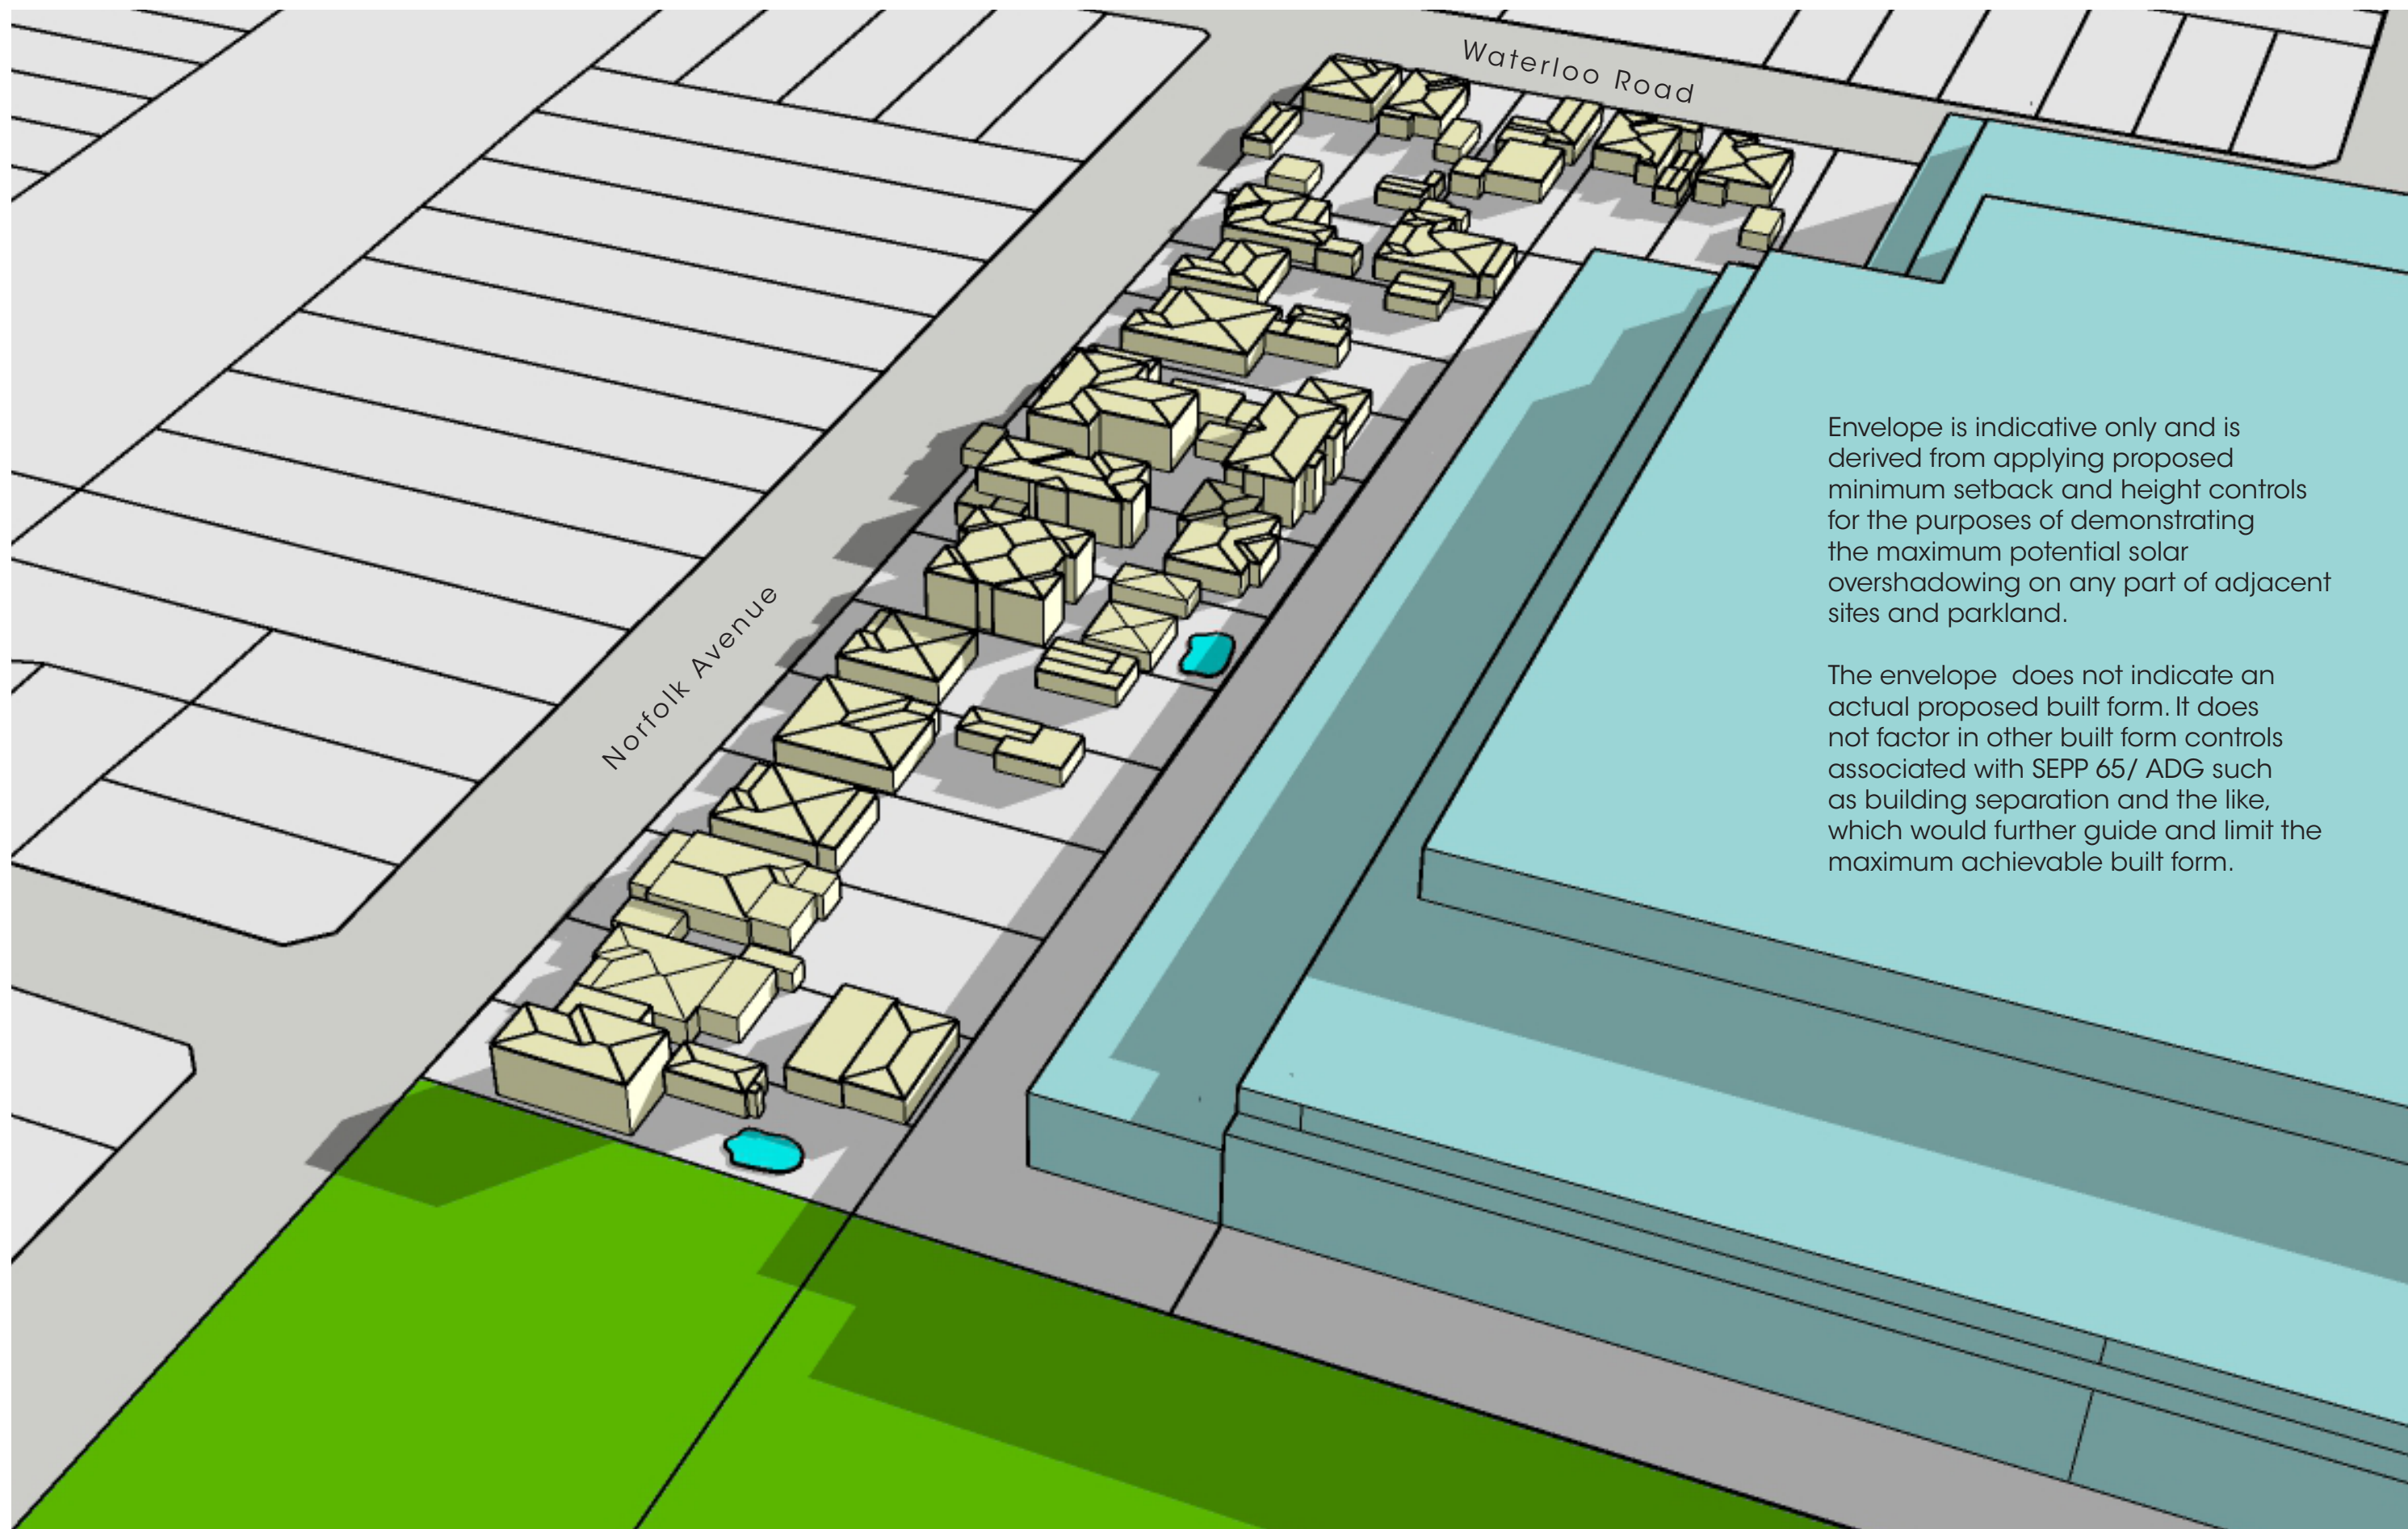 Waterloo Road
Norfolk Avenue
Envelope is indicative only and is
derived from applying proposed
minimum setback and height controls
for the purposes of demonstrating
the maximum potential solar
overshadowing on any part of adjacent
sites and parkland.
The envelope  does not indicate an
actual proposed built form. It does
not factor in other built form controls
associated with SEPP 65/ ADG such
as building separation and the like,
which would further guide and limit the
maximum achievable built form.